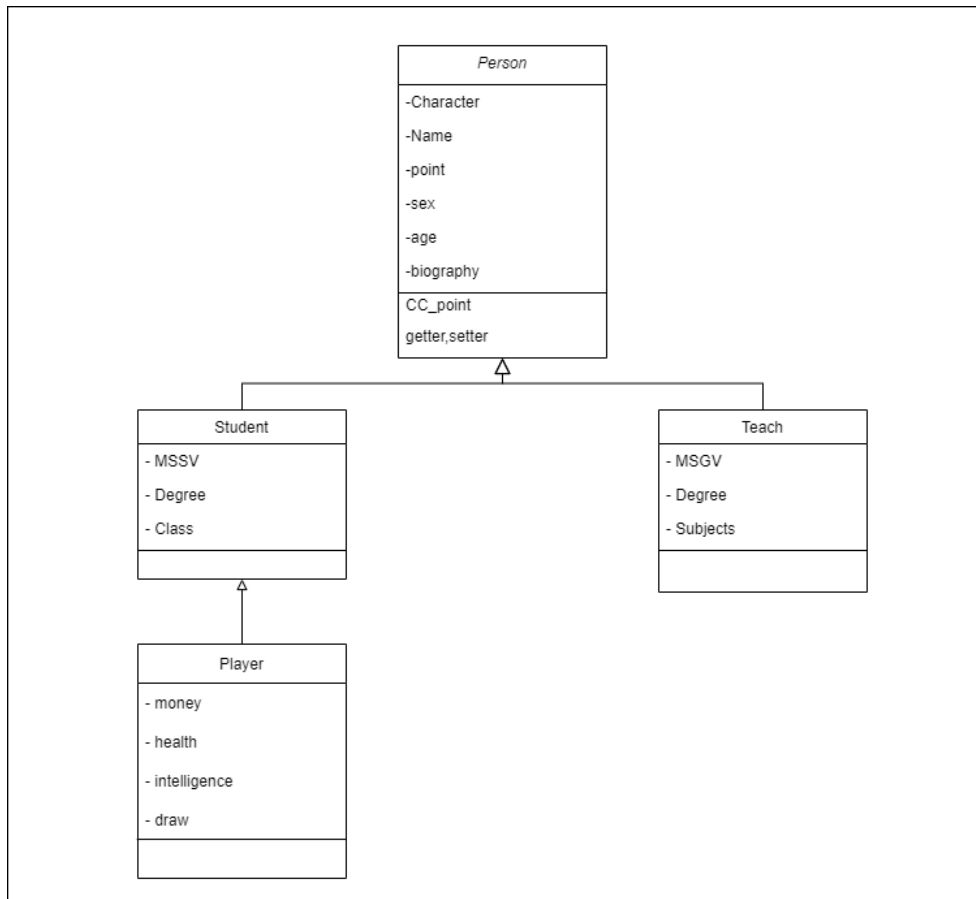 Person
-Character
-Name
-point
-sex
-age
-biography
CC_point
getter,setter
Student
- MSSV
- Degree
- Class
Teach
- MSGV
- Degree
- Subjects
Player
- money
- health
- intelligence
- draw